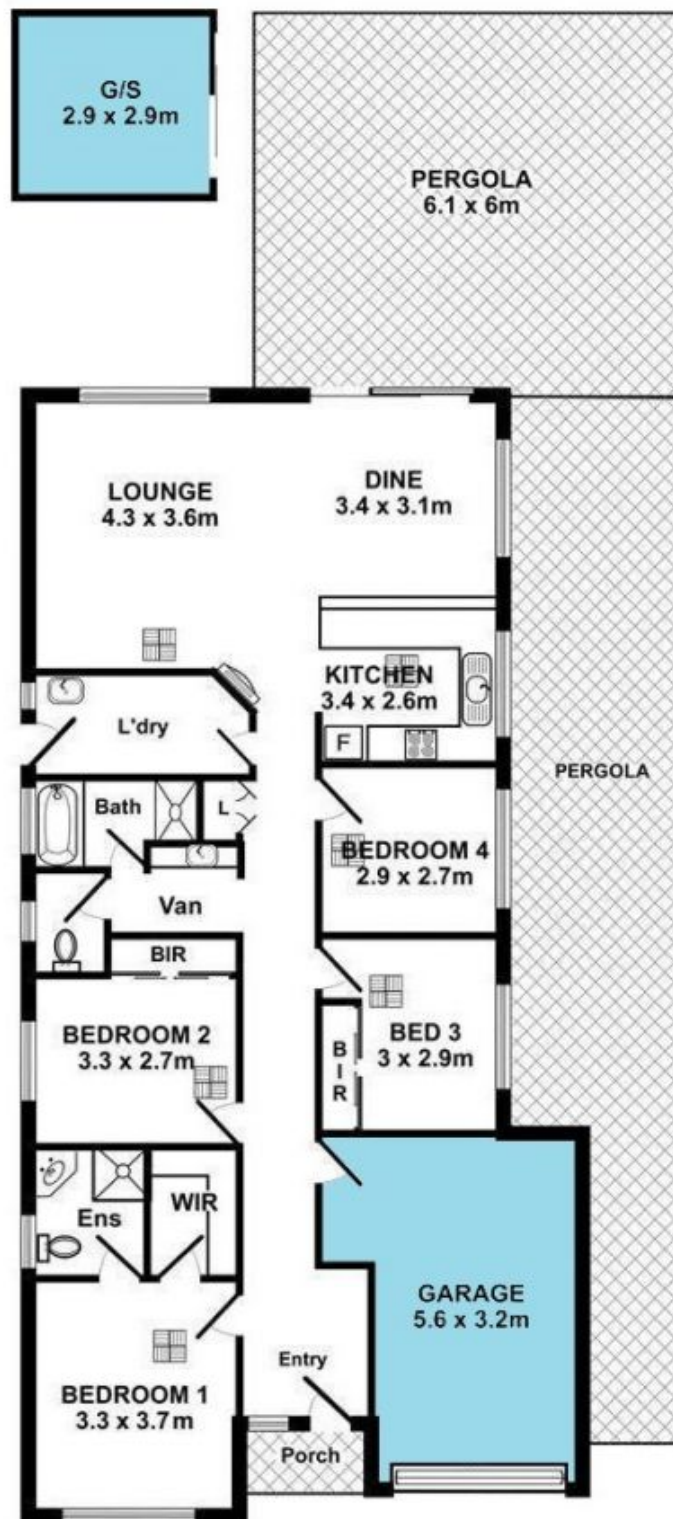 G/S
2.9 x 2.9m
PERGOLA
6.1 x 6m
LOUNGE
4.3 x 3.6m
DINE
3.4 x 3.1m
KITCHEN
3.4 x 2.6m
F
L'dry
PERGOLA
Bath
L
BEDROOM 4
2.9 x 2.7m
Van
BIR
BEDROOM 2
3.3 x 2.7m
BED 3
3 x 2.9m
B
I
R
WIR
Ens
GARAGE
5.6 x 3.2m
Entry
BEDROOM 1
3.3 x 3.7m
Porch